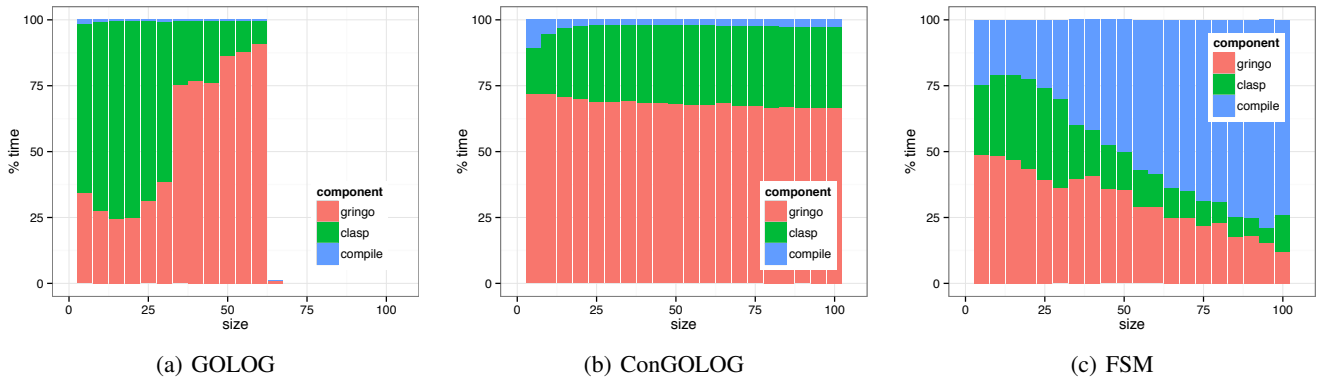 100
75
50
25
0
% time
0
25
50
75
100
size
component
gringo
clasp
compile
(a) GOLOG
100
75
50
25
0
% time
0
25
50
75
100
size
component
gringo
clasp
compile
(b) ConGOLOG
100
75
50
25
0
% time
0
25
50
75
100
size
component
gringo
clasp
compile
(c) FSM